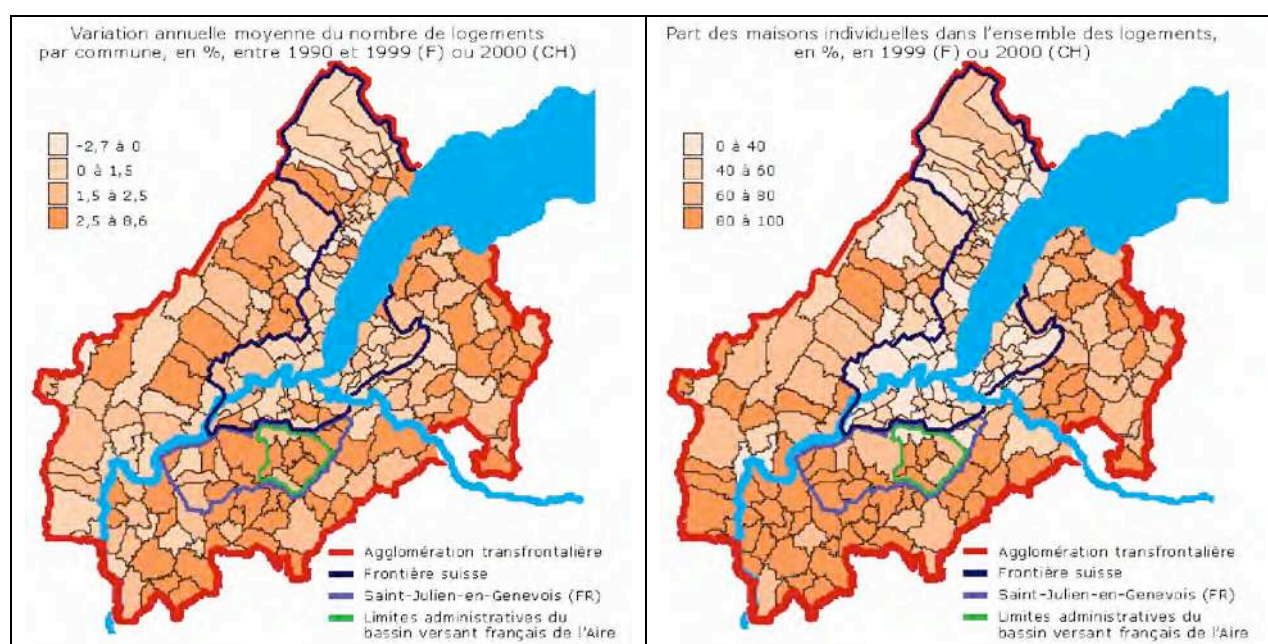 Variation annuelle moyenne du nombre de logements
par commune, en %, entre 1990 et 1999 (F) ou 2000 (CH)
-2,7 à 0
0 à 1,5
1,5 à 2,5
2,5 à 8,6
Agglomération transfrontalière
Frontière suisse
Saint-Julien-en-Genevois (FR)
Limites administratives du
bassin versant français de l'Aire
Part des maisons individuelles dans l'ensemble des logements,
en %, en 1999 (F) ou 2000 (CH)
0 à 40
40 à 60
60 à 80
80 à 100
Agglomération transfrontalière
Frontière suisse
Saint-Julien-en-Genevois (FR)
Limites administratives du
bassin versant français de l'Aire